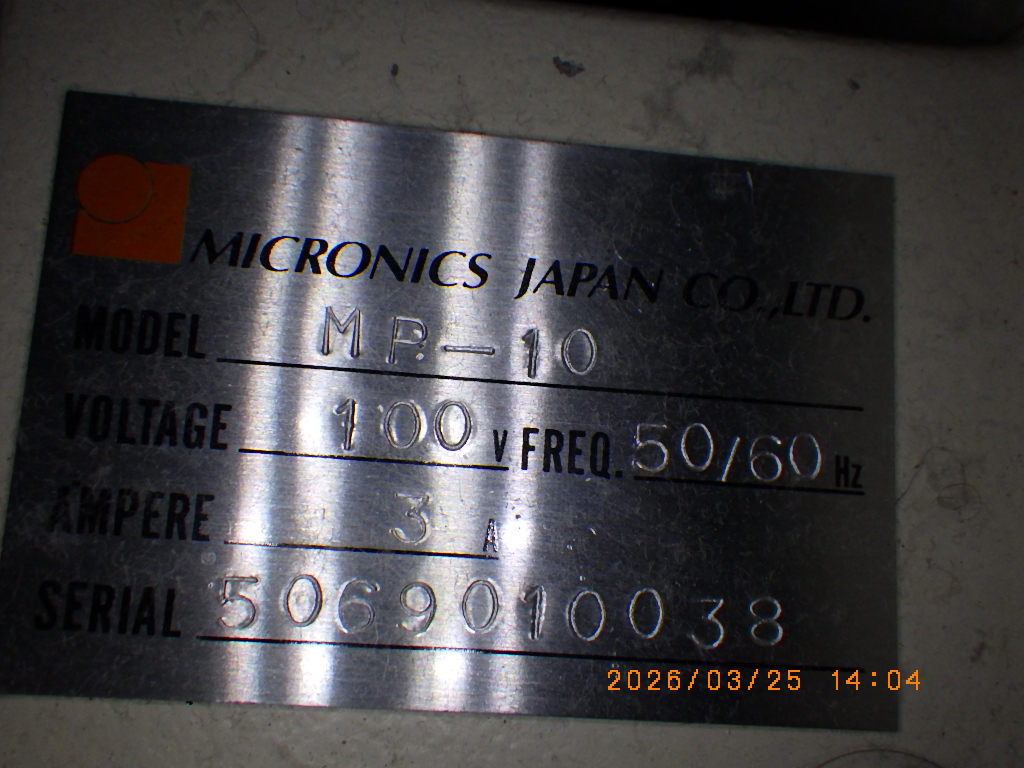 MICRONICS JAPAN CO.,LTD.
MODEL MP-10
VOLTAGE 100 V FREQ. 50/60 Hz
AMPERE 3 A
SERIAL 5069010038
2026/03/25 14:04